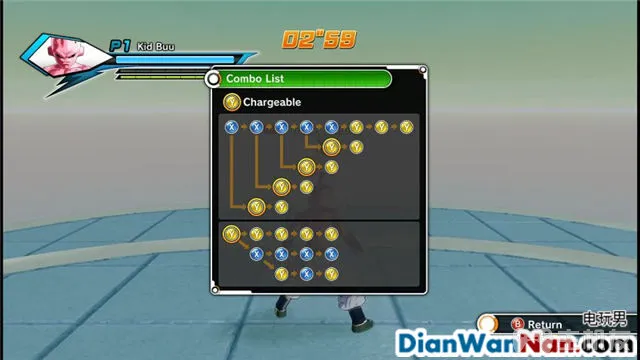 P1 Kid Buu
02"59
Combo List
Y Chargeable
X X X X X Y Y Y
Y Y
Y Y
Y Y
Y Y
Y Y Y Y Y
X X X X
Y X Y
B Return
电玩男
DianWanNan.com